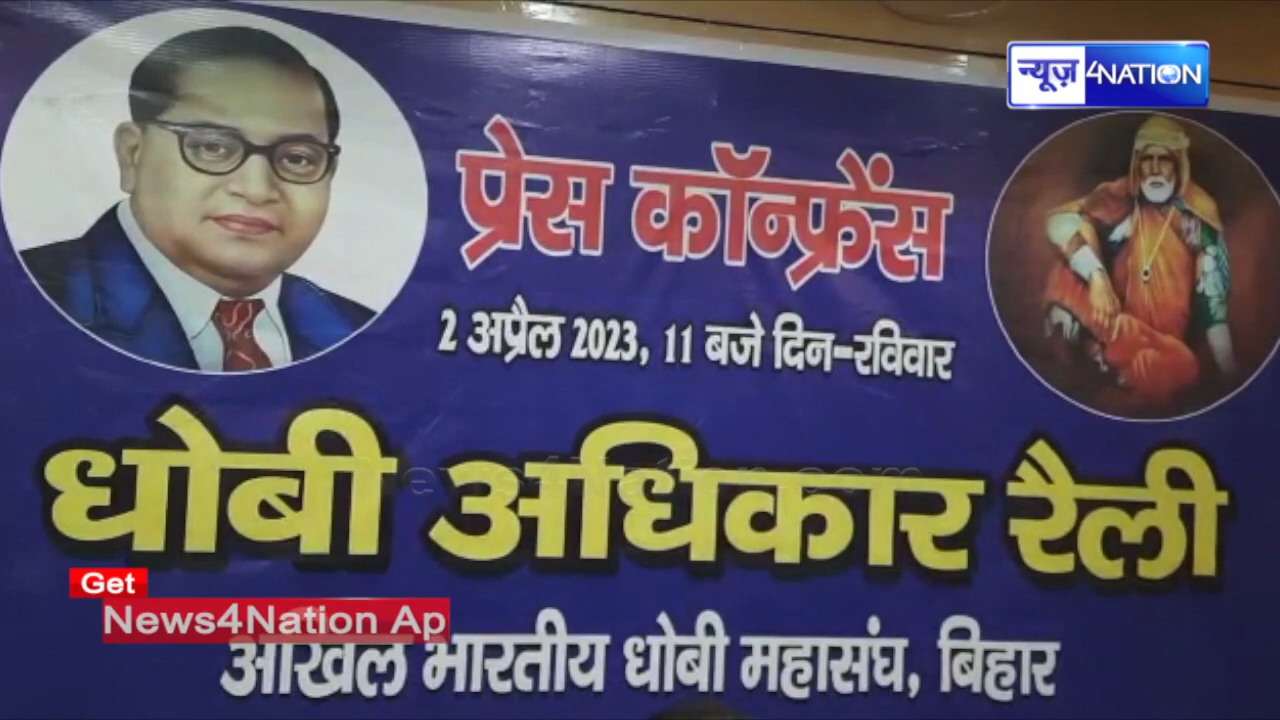 न्यूज़ 4NATION
प्रेस कॉन्फ्रेंस
2 अप्रैल 2023, 11 बजे दिन-रविवार
धोबी अधिकार रैली
Get
News4Nation Ap
अखिल भारतीय धोबी महासंघ, बिहार